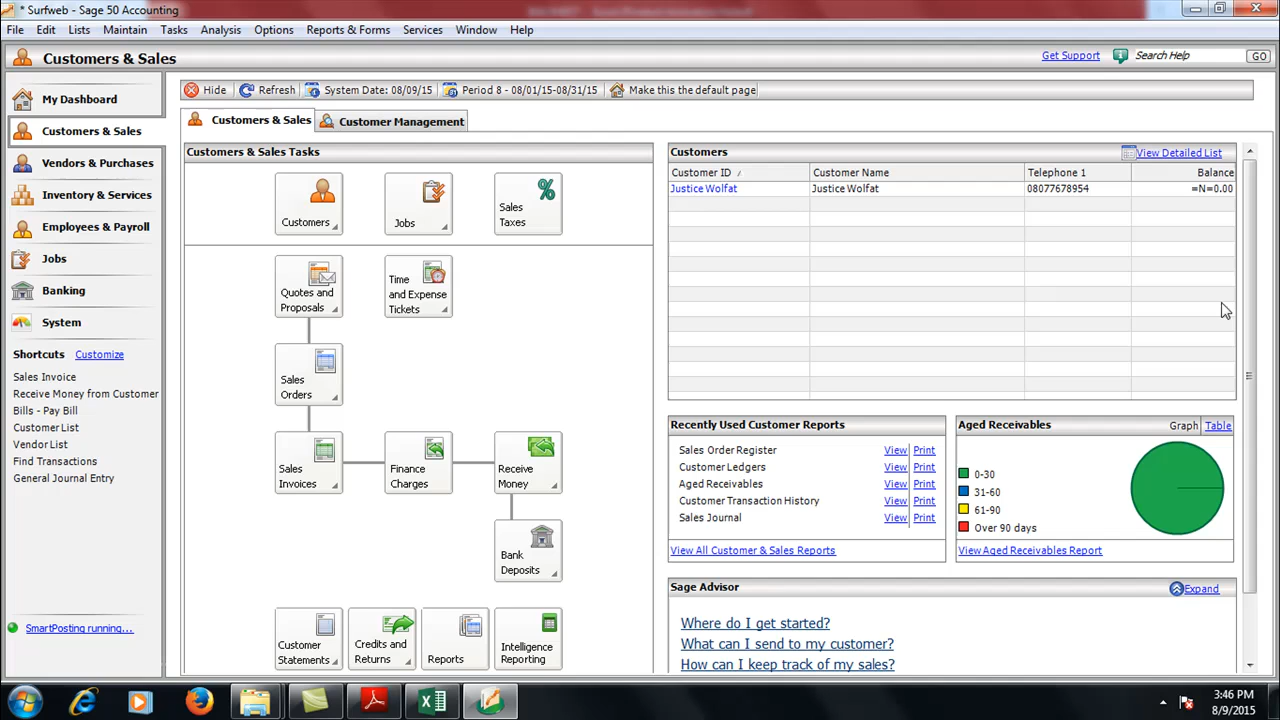 * Surfweb - Sage 50 Accounting
File Edit Lists Maintain Tasks Analysis Options Reports & Forms Services Window Help
Customers & Sales
Get Support Search Help GO
My Dashboard
Customers & Sales
Vendors & Purchases
Inventory & Services
Employees & Payroll
Jobs
Banking
System
Shortcuts Customize
Sales Invoice
Receive Money from Customer
Bills - Pay Bill
Customer List
Vendor List
Find Transactions
General Journal Entry
SmartPosting running...
Hide Refresh System Date: 08/09/15 Period 8 - 08/01/15-08/31/15 Make this the default page
Customers & Sales Customer Management
Customers & Sales Tasks
Customers
Jobs
Sales
Taxes
Quotes and
Proposals
Time
and Expense
Tickets
Sales
Orders
Sales
Invoices
Finance
Charges
Receive
Money
Bank
Deposits
Customer
Statements
Credits and
Returns
Reports
Intelligence
Reporting
Customers View Detailed List
Customer ID Customer Name Telephone 1 Balance
Justice Wolfat Justice Wolfat 08077678954 =N=0.00
Recently Used Customer Reports
Sales Order Register View Print
Customer Ledgers View Print
Aged Receivables View Print
Customer Transaction History View Print
Sales Journal View Print
View All Customer & Sales Reports
Aged Receivables Graph Table
0-30
31-60
61-90
Over 90 days
View Aged Receivables Report
Sage Advisor Expand
Where do I get started?
What can I send to my customer?
How can I keep track of my sales?
3:46 PM
8/9/2015